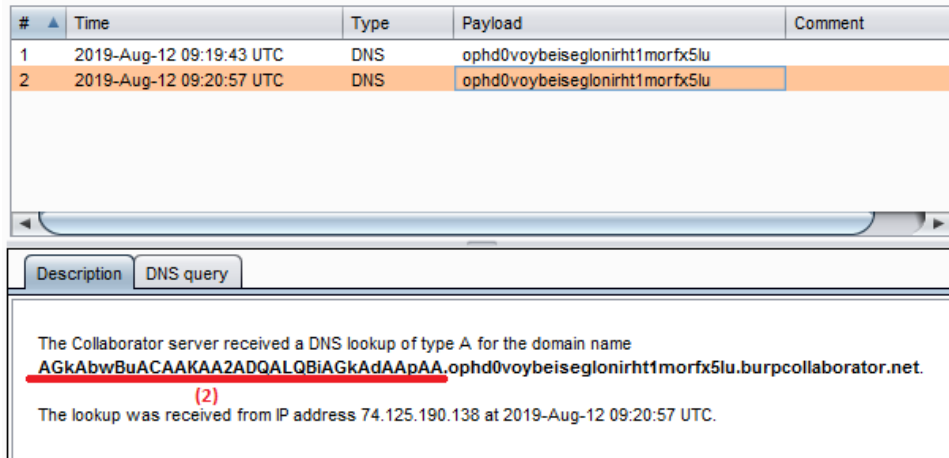 # Time Type Payload Comment
1 2019-Aug-12 09:19:43 UTC DNS ophd0voybeiseglonirht1morfx5lu
2 2019-Aug-12 09:20:57 UTC DNS ophd0voybeiseglonirht1morfx5lu
Description DNS query
The Collaborator server received a DNS lookup of type A for the domain name
AGkAbwBuACAAKAA2ADQALQBiAGkAdAApAA.ophd0voybeiseglonirht1morfx5lu.burpcollaborator.net.
(2)
The lookup was received from IP address 74.125.190.138 at 2019-Aug-12 09:20:57 UTC.